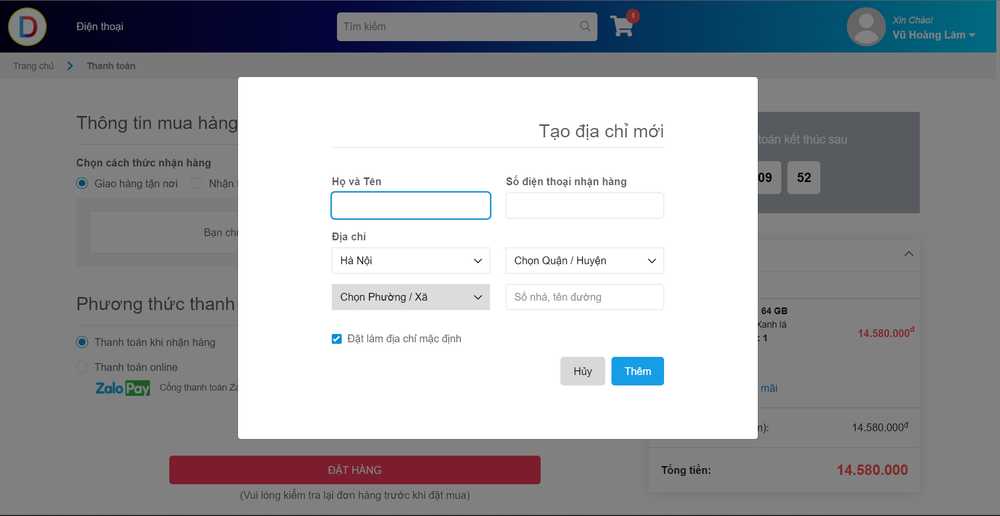 D
Điện thoại
Tìm kiếm
1
Xin Chào!
Vũ Hoàng Lâm
Trang chủ
Thanh toán
Thông tin mua hàng
Chọn cách thức nhận hàng
Giao hàng tận nơi
Nhận
Bạn
Phương thức thanh
Thanh toán khi nhận hàng
Thanh toán online
ZaloPay
Cổng thanh toán
ĐẶT HÀNG
(Vui lòng kiểm tra lại đơn hàng trước khi đặt mua)
Tạo địa chỉ mới
Họ và Tên
Số điện thoại nhận hàng
Địa chỉ
Hà Nội
Chọn Quận / Huyện
Chọn Phường / Xã
Số nhà, tên đường
Đặt làm địa chỉ mặc định
Hủy
Thêm
toán kết thúc sau
09
52
64 GB
Xanh lá
: 1
14.580.000đ
mãi
):
14.580.000đ
Tổng tiền:
14.580.000